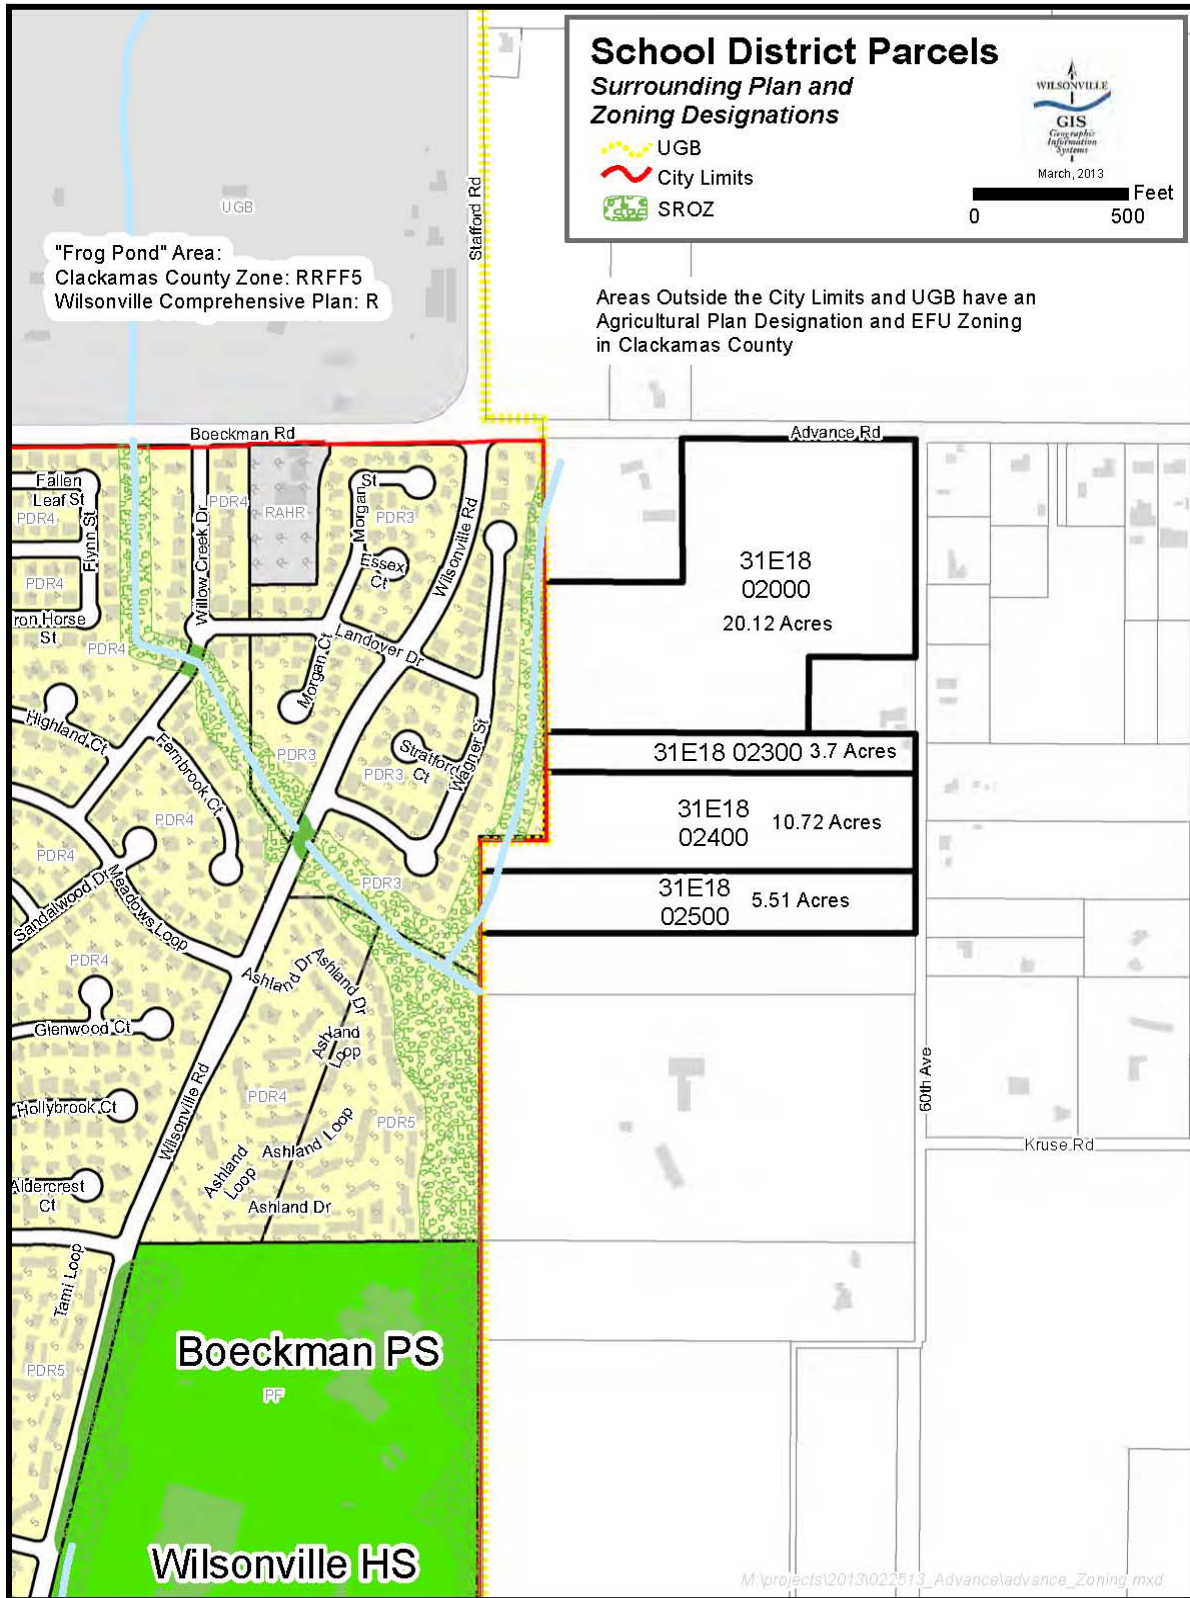 School District Parcels
Surrounding Plan and
Zoning Designations
UGB
City Limits
SROZ
WILSONVILLE
GIS
Geographic
Information
Systems
March, 2013
Feet
0
500
UGB
Stafford Rd
"Frog Pond" Area:
Clackamas County Zone: RRFF5
Wilsonville Comprehensive Plan: R
Areas Outside the City Limits and UGB have an
Agricultural Plan Designation and EFU Zoning
in Clackamas County
Boeckman Rd
Advance Rd
Fallen
Leaf St
PDR4
Flynn St
PDR4
ron Horse
St
PDR4
Willow Creek Dr
PDR4
RAHR
Morgan
St
PDR3
Essex
Ct
Wilsonville Rd
Landover Dr
Morgan Ct
PDR3
Stratford
Ct
PDR3
Wagner St
31E18
02000
20.12 Acres
31E18 02300 3.7 Acres
31E18
02400
10.72 Acres
31E18
02500
5.51 Acres
Highland Ct
Fernbrook Ct
PDR4
PDR4
PDR3
Sandalwood Dr
Meadows Loop
PDR4
Ashland Dr
Ashland Dr
Ashland
Loop
Glenwood Ct
PDR4
PDR5
Hollybrook Ct
Wilsonville Rd
Ashland Loop
Ashland
Loop
Ashland Dr
Aldercrest
Ct
60th Ave
Kruse Rd
Tami Loop
PDR5
Boeckman PS
PF
Wilsonville HS
M:\projects\2013\022513_Advance\advance_Zoning.mxd